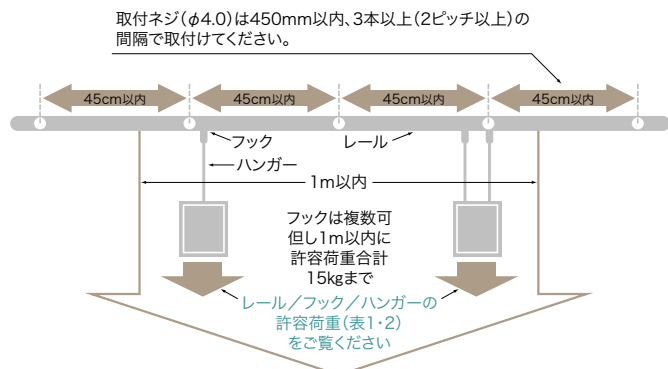 取付ネジ(φ4.0)は450mm以内、3本以上(2ピッチ以上)の
間隔で取付けてください。
45cm以内 45cm以内 45cm以内 45cm以内
フック レール
ハンガー
1m以内
フックは複数可
但し1m以内に
許容荷重合計
15kgまで
レール/フック/ハンガーの
許容荷重(表1・2)
をご覧ください